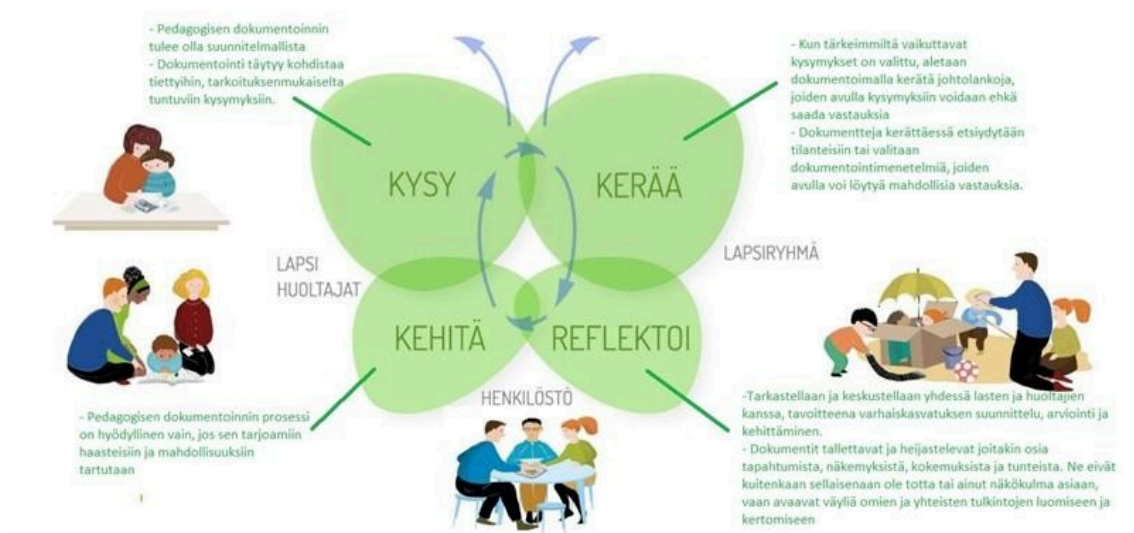 - Pedagogisen dokumentoinnin
tulee olla suunnitelmallista
- Dokumentointi täytyy kohdistaa
tiettyihin, tarkoituksenmukaiselta
tuntuviin kysymyksiin.
- Kun tärkeimmiltä vaikuttavat
kysymykset on valittu, aletaan
dokumentoimalla kerätä johtolankoja,
joiden avulla kysymyksiin voidaan ehkä
saada vastauksia
- Dokumentteja kerättäessä etsiydytään
tilanteisiin tai valitaan
dokumentointimenetelmiä, joiden
avulla voi löytyä mahdollisia vastauksia.
KYSY
KERÄÄ
LAPSI
HUOLTAJAT
LAPSIRYHMÄ
KEHITÄ
REFLEKTOI
HENKILÖSTÖ
- Pedagogisen dokumentoinnin prosessi
on hyödyllinen vain, jos sen tarjoamiin
haasteisiin ja mahdollisuuksiin
tartutaan
-Tarkastellaan ja keskustellaan yhdessä lasten ja huoltajien
kanssa, tavoitteena varhaiskasvatuksen suunnittelu, arviointi ja
kehittäminen.
- Dokumentit tallettavat ja heijastelevat joitakin osia
tapahtumista, näkemyksistä, kokemuksista ja tunteista. Ne eivät
kuitenkaan sellaisenaan ole totta tai ainut näkökulma asiaan,
vaan avaavat väyliä omien ja yhteisten tulkintojen luomiseen ja
kertomiseen